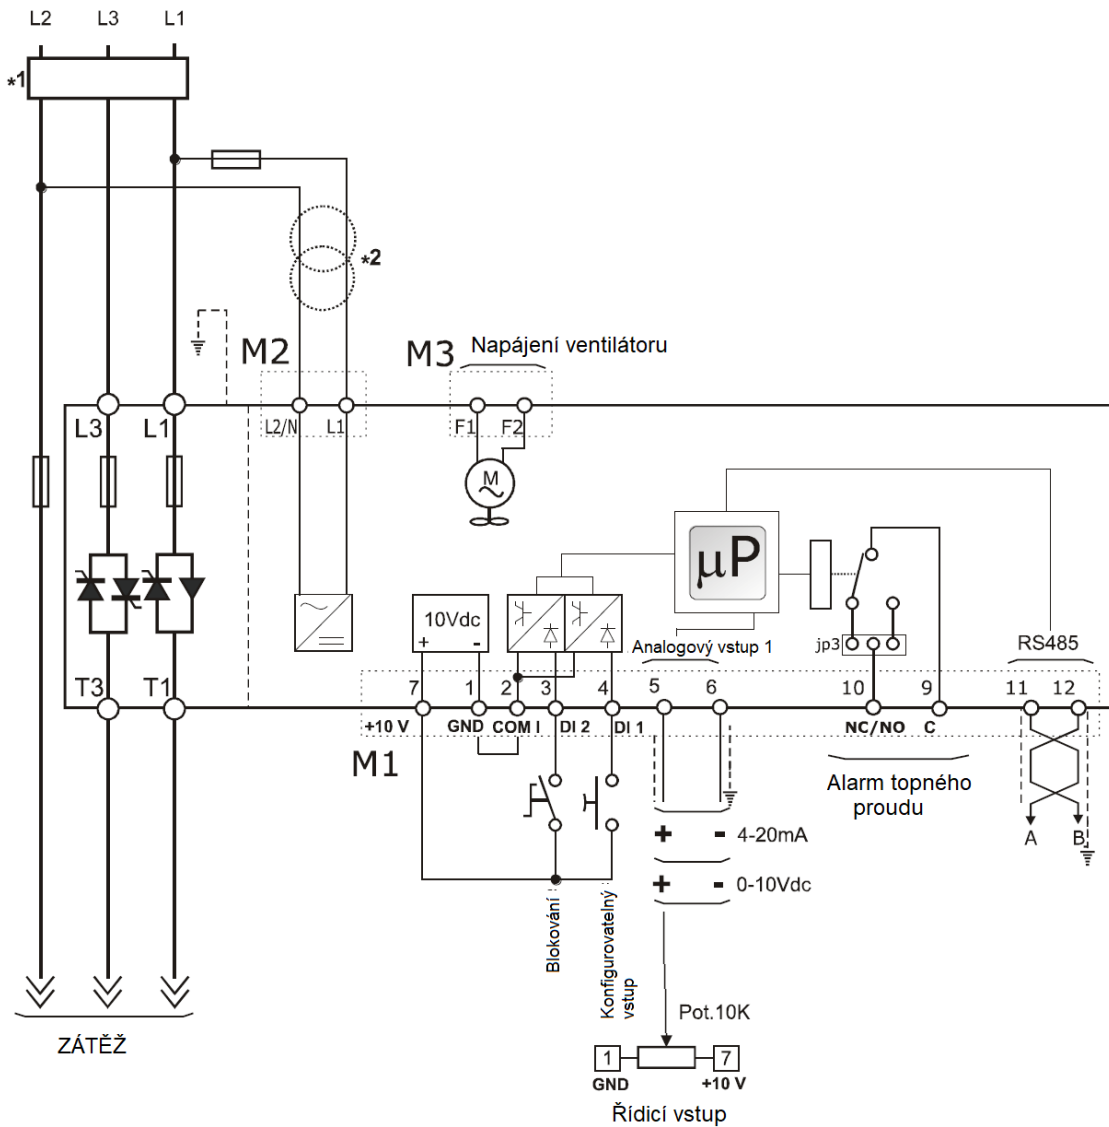 L2 L3 L1
*1
*2
M2
M3 Napájení ventilátoru
L3 L1
L2/N L1
F1 F2
M
µP
10Vdc
+ -
Analogový vstup 1
jp3
RS485
T3 T1
7 1 2 3 4 5 6 10 9 11 12
+10 V GND COM I DI 2 DI 1 NC/NO C
M1
Alarm topného
proudu
+ - 4-20mA
A B
+ - 0-10Vdc
Blokování
Konfigurovatelný
vstup
Pot.10K
ZÁTĚŽ
1 7
GND +10 V
Řídicí vstup